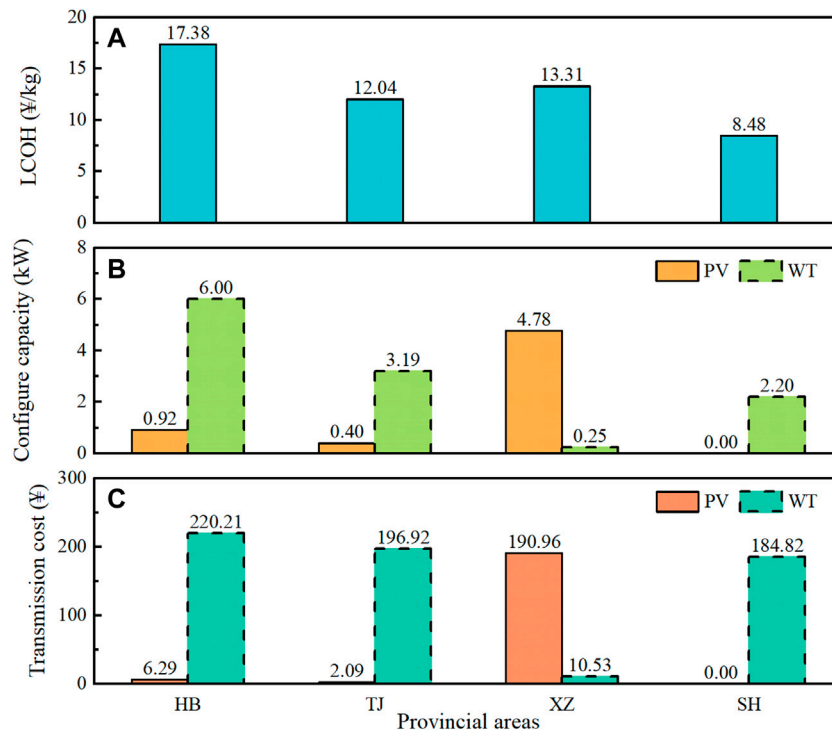 A
LCOH (¥/kg)
20
15
10
5
0
17.38
12.04
13.31
8.48
B
Configure capacity (kW)
8
6
4
2
0
PV
WT
0.92
6.00
0.40
3.19
4.78
0.25
0.00
2.20
C
Transmission cost (¥)
300
200
100
0
PV
WT
6.29
220.21
2.09
196.92
190.96
10.53
0.00
184.82
HB
TJ
XZ
SH
Provincial areas